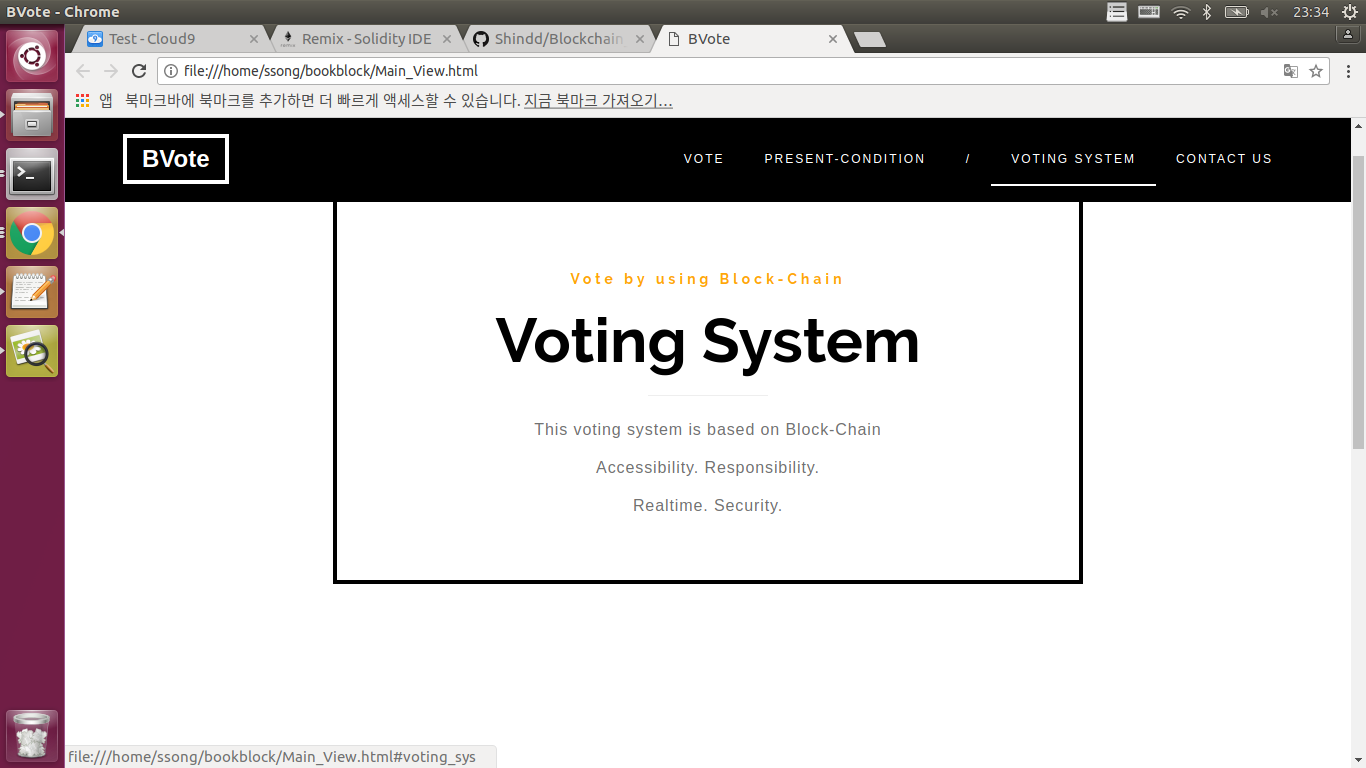 BVote - Chrome
23:34
Test - Cloud9
Remix - Solidity IDE
Shindd/Blockchain
BVote
file:///home/ssong/bookblock/Main_View.html
앱
북마크바에 북마크를 추가하면 더 빠르게 액세스할 수 있습니다. 지금 북마크 가져오기...
BVote
VOTE
PRESENT-CONDITION
/
VOTING SYSTEM
CONTACT US
Vote by using Block-Chain
Voting System
This voting system is based on Block-Chain
Accessibility. Responsibility.
Realtime. Security.
file:///home/ssong/bookblock/Main_View.html#voting_sys